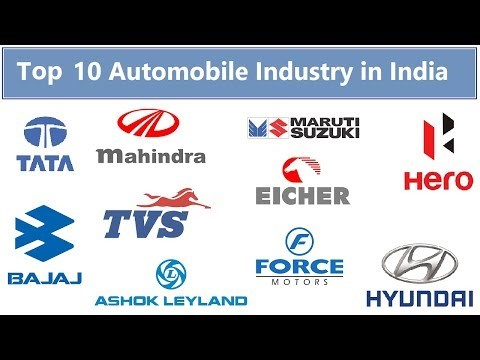 Top 10 Automobile Industry in India
TATA
mahindra
MARUTI
SUZUKI
EICHER
Hero
BAJAJ
TVS
ASHOK LEYLAND
FORCE
MOTORS
HYUNDAI